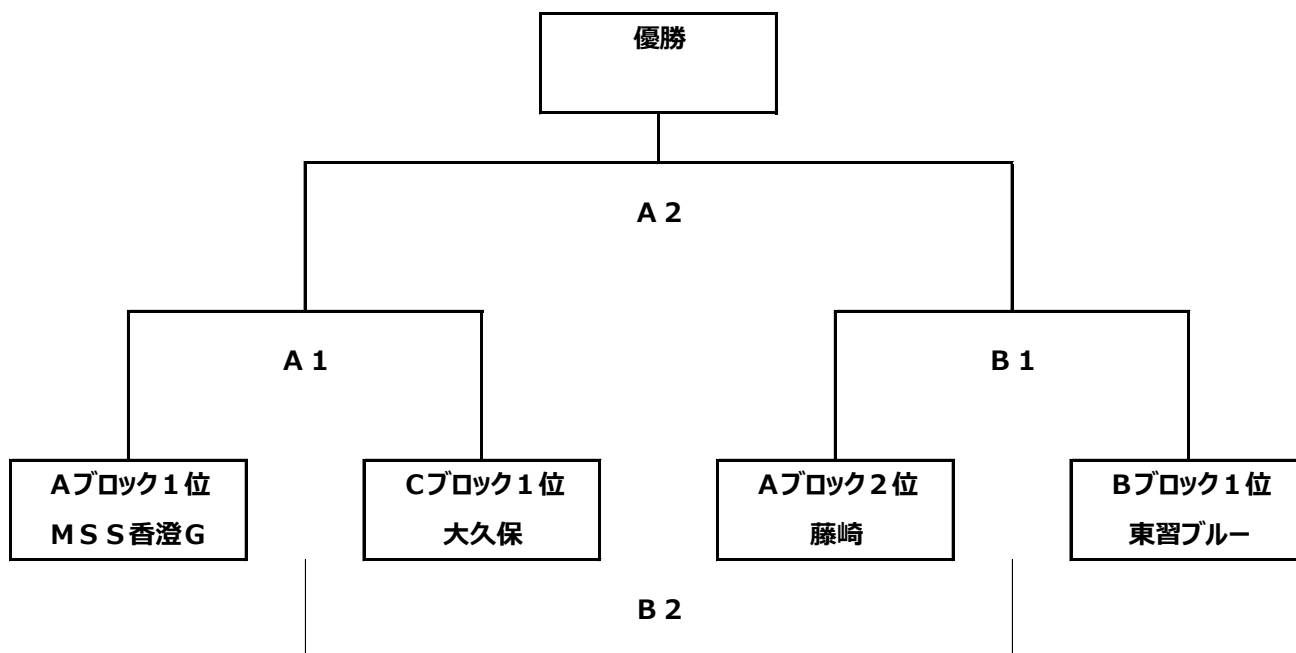 優勝
Ａ２
Ａ１
Ｂ１
Aブロック１位
ＭＳＳ香澄Ｇ
Cブロック１位
大久保
Aブロック２位
藤崎
Bブロック１位
東習ブルー
Ｂ２